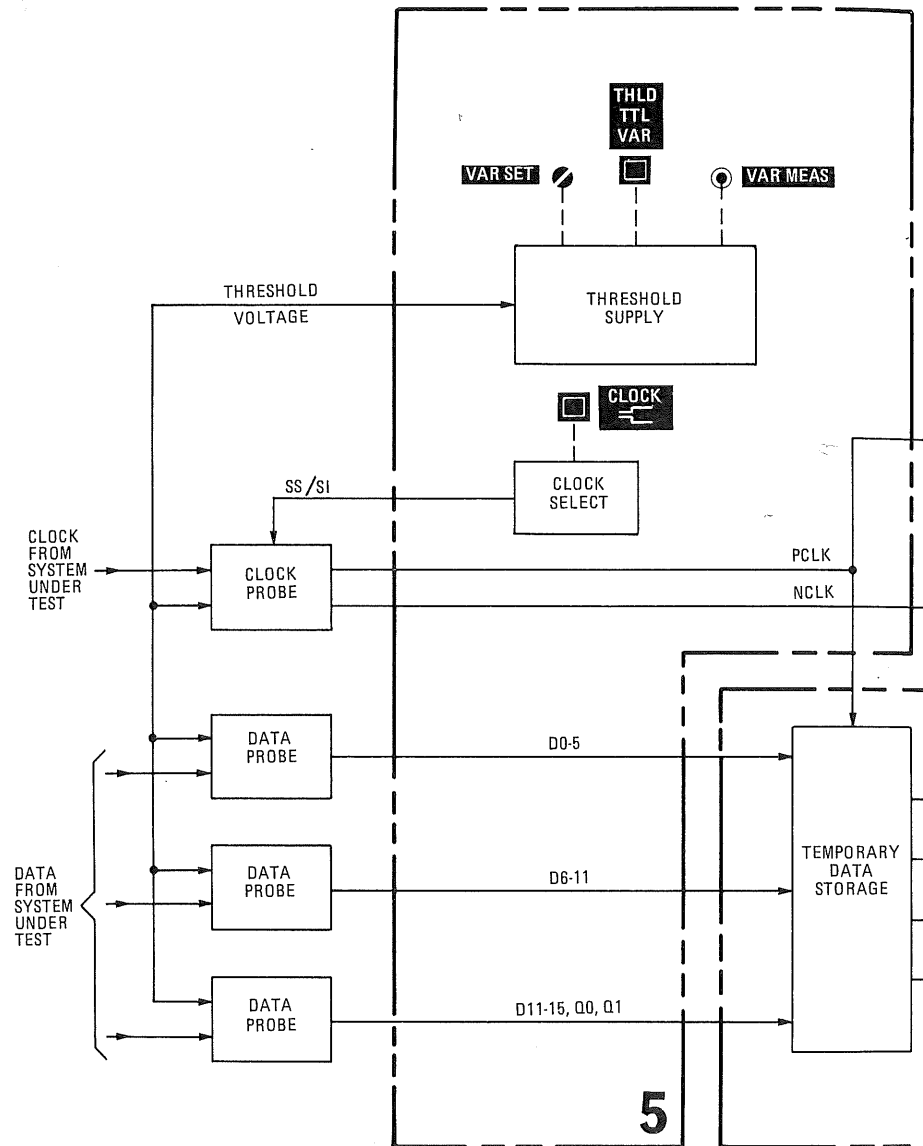 THLD
TTL
VAR
VAR SET
VAR MEAS
THRESHOLD
VOLTAGE
THRESHOLD
SUPPLY
CLOCK
SS/SI
CLOCK
SELECT
CLOCK
FROM
SYSTEM
UNDER
TEST
CLOCK
PROBE
PCLK
NCLK
DATA
PROBE
D0-5
DATA
FROM
SYSTEM
UNDER
TEST
DATA
PROBE
D6-11
TEMPORARY
DATA
STORAGE
DATA
PROBE
D11-15, Q0, Q1
5